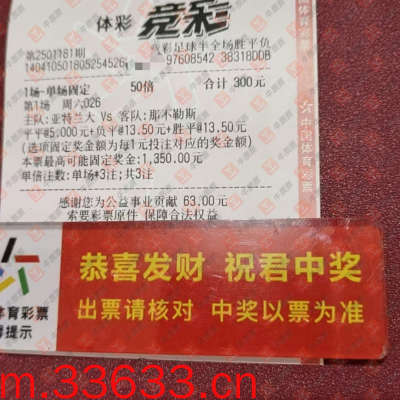 体彩 竞彩
第250118 1期 竞彩足球半全场胜平负
140410501805254526 97608542 38318DDB
1场-单场固定 50倍 合计 300元
第1场 周六026
主队:亚特兰大 Vs 客队:那不勒斯
平平@5,000元+负平@13.50元+胜平@13.50元
(选项固定奖金额为每1元投注对应的奖金额)
本票最高可能固定奖金:1,350.00元
单倍注数:单场*3注;共3注
感谢您为公益事业贡献 63.00元
索要彩票原件 保障合法权益
中国体育彩票
恭喜发财 祝君中奖
出票请核对 中奖以票为准
体育彩票
提示
m.33633.cn